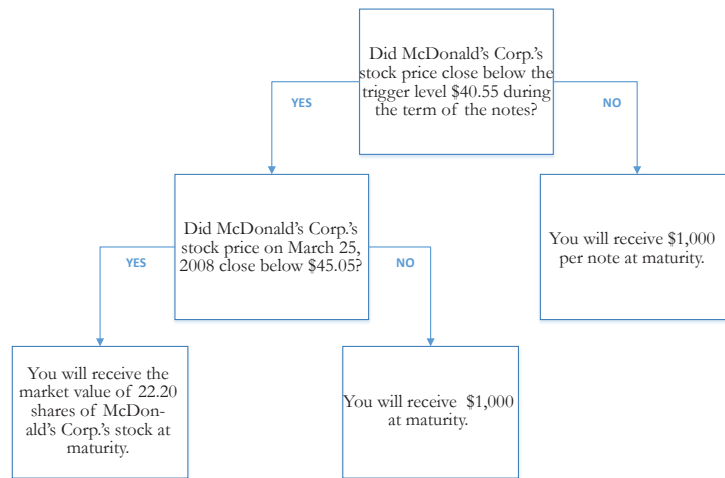 Did McDonald's Corp.'s
stock price close below the
trigger level $40.55 during
the term of the notes?
YES
NO
Did McDonald's Corp.'s
stock price on March 25,
2008 close below $45.05?
You will receive $1,000
per note at maturity.
YES
NO
You will receive the
market value of 22.20
shares of McDon-
ald's Corp.'s stock at
maturity.
You will receive $1,000
at maturity.